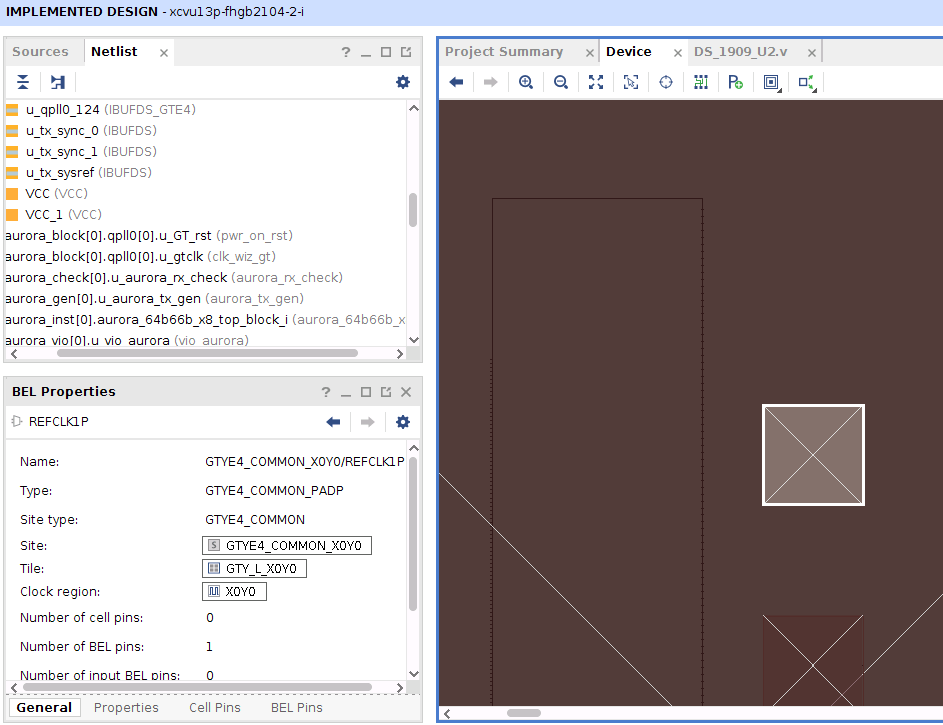 IMPLEMENTED DESIGN - xcvu13p-fhgb2104-2-i
Sources
Netlist
u_qpll0_124 (IBUFDS_GTE4)
u_tx_sync_0 (IBUFDS)
u_tx_sync_1 (IBUFDS)
u_tx_sysref (IBUFDS)
VCC (VCC)
VCC_1 (VCC)
aurora_block[0].qpll0[0].u_GT_rst (pwr_on_rst)
aurora_block[0].qpll0[0].u_gtclk (clk_wiz_gt)
aurora_check[0].u_aurora_rx_check (aurora_rx_check)
aurora_gen[0].u_aurora_tx_gen (aurora_tx_gen)
aurora_inst[0].aurora_64b66b_x8_top_block_i (aurora_64b66b_x
aurora_vio[0].u_vio_aurora (vio_aurora)
BEL Properties
REFCLK1P
Name: GTYE4_COMMON_X0Y0/REFCLK1P
Type: GTYE4_COMMON_PADP
Site type: GTYE4_COMMON
Site: S GTYE4_COMMON_X0Y0
Tile: GTY_L_X0Y0
Clock region: X0Y0
Number of cell pins: 0
Number of BEL pins: 1
Number of input BEL pins: 0
General Properties Cell Pins BEL Pins
Project Summary
Device
DS_1909_U2.v